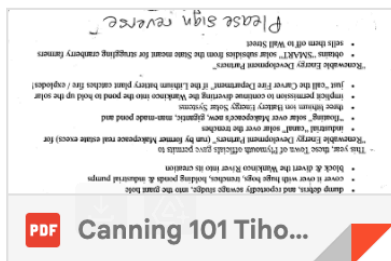 • dump debris, and reportedly sewage sludge, into the giant hole
• cover it over with huge bogs, trenches, holding ponds & industrial pumps
• block & divert the Wankinco River into its creation
This year, these Town of Plymouth officials gave permits to
"Renewable Energy Development Partners" (run by former Makepeace real estate execs) for
• industrial "canal" solar over the trenches
• "floating" solar over Makepeace's new, gigantic, man-made pond and
• three lithium ion Battery Energy Solar Systems
• implicit permission to continue diverting the Wankinco into the pond to hold up the solar
• just "call the Carver Fire Department" if the Lithium battery plant catches fire / explodes!
"Renewable Energy Development Partners"
• obtains "SMART" solar subsidies from the State meant for struggling cranberry farmers
• sells them off to Wall Street
Please sign reverse
PDF
Canning 101 Tiho...